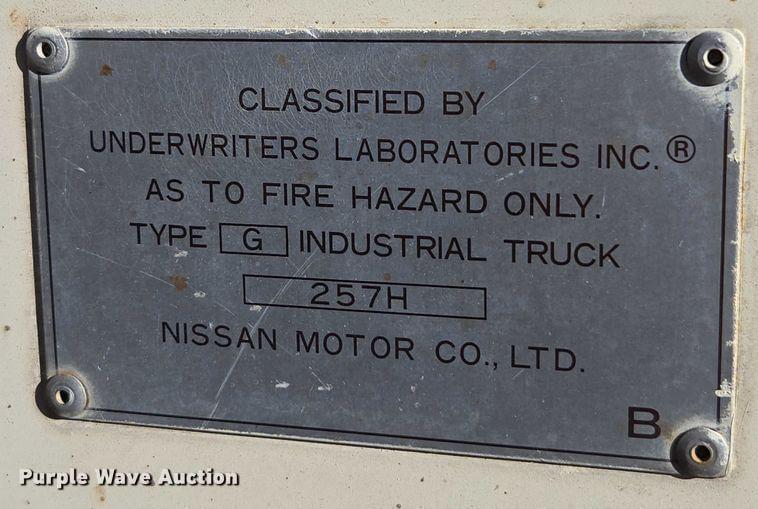 CLASSIFIED BY
UNDERWRITERS LABORATORIES INC.®
AS TO FIRE HAZARD ONLY.
TYPE G INDUSTRIAL TRUCK
257H
NISSAN MOTOR CO., LTD.
B
Purple Wave Auction